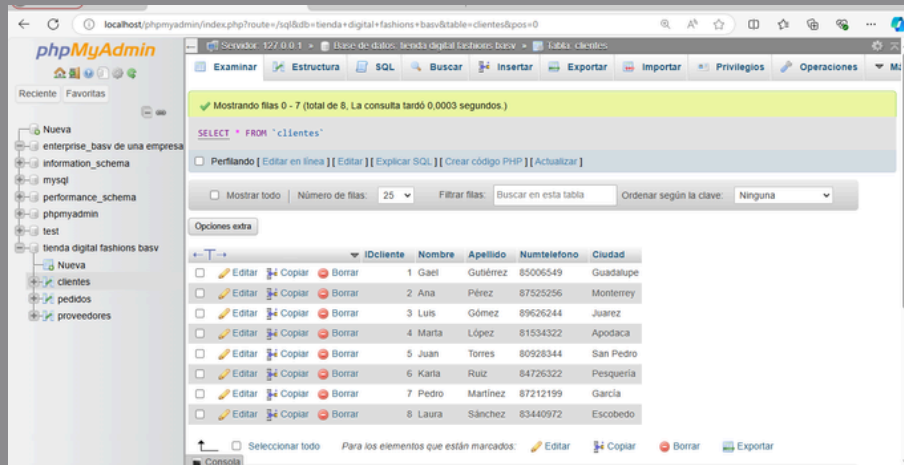 localhost/phpmyadmin/index.php?route=/sql&db=tienda+digital+fashions+basv&table=clientes&pos=0
phpMyAdmin
Reciente Favoritas
Nueva
enterprise_basv de una empresa
information_schema
mysql
performance_schema
phpmyadmin
test
tienda digital fashions basv
Nueva
clientes
pedidos
proveedores
Servidor: 127.0.0.1 » Base de datos: tienda digital fashions basv » Tabla: clientes
Examinar Estructura SQL Buscar Insertar Exportar Importar Privilegios Operaciones Má
Mostrando filas 0 - 7 (total de 8, La consulta tardó 0,0003 segundos.)
SELECT * FROM `clientes`
Perfilando [ Editar en línea ] [ Editar ] [ Explicar SQL ] [ Crear código PHP ] [ Actualizar ]
Mostrar todo Número de filas: 25 Filtrar filas: Buscar en esta tabla Ordenar según la clave: Ninguna
Opciones extra
←T→ IDcliente Nombre Apellido Numtelefono Ciudad
Editar Copiar Borrar 1 Gael Gutiérrez 85006549 Guadalupe
Editar Copiar Borrar 2 Ana Pérez 87525256 Monterrey
Editar Copiar Borrar 3 Luis Gómez 89626244 Juarez
Editar Copiar Borrar 4 Marta López 81534322 Apodaca
Editar Copiar Borrar 5 Juan Torres 80928344 San Pedro
Editar Copiar Borrar 6 Karla Ruiz 84726322 Pesquería
Editar Copiar Borrar 7 Pedro Martínez 87212199 García
Editar Copiar Borrar 8 Laura Sánchez 83440972 Escobedo
Seleccionar todo Para los elementos que están marcados: Editar Copiar Borrar Exportar
Consola